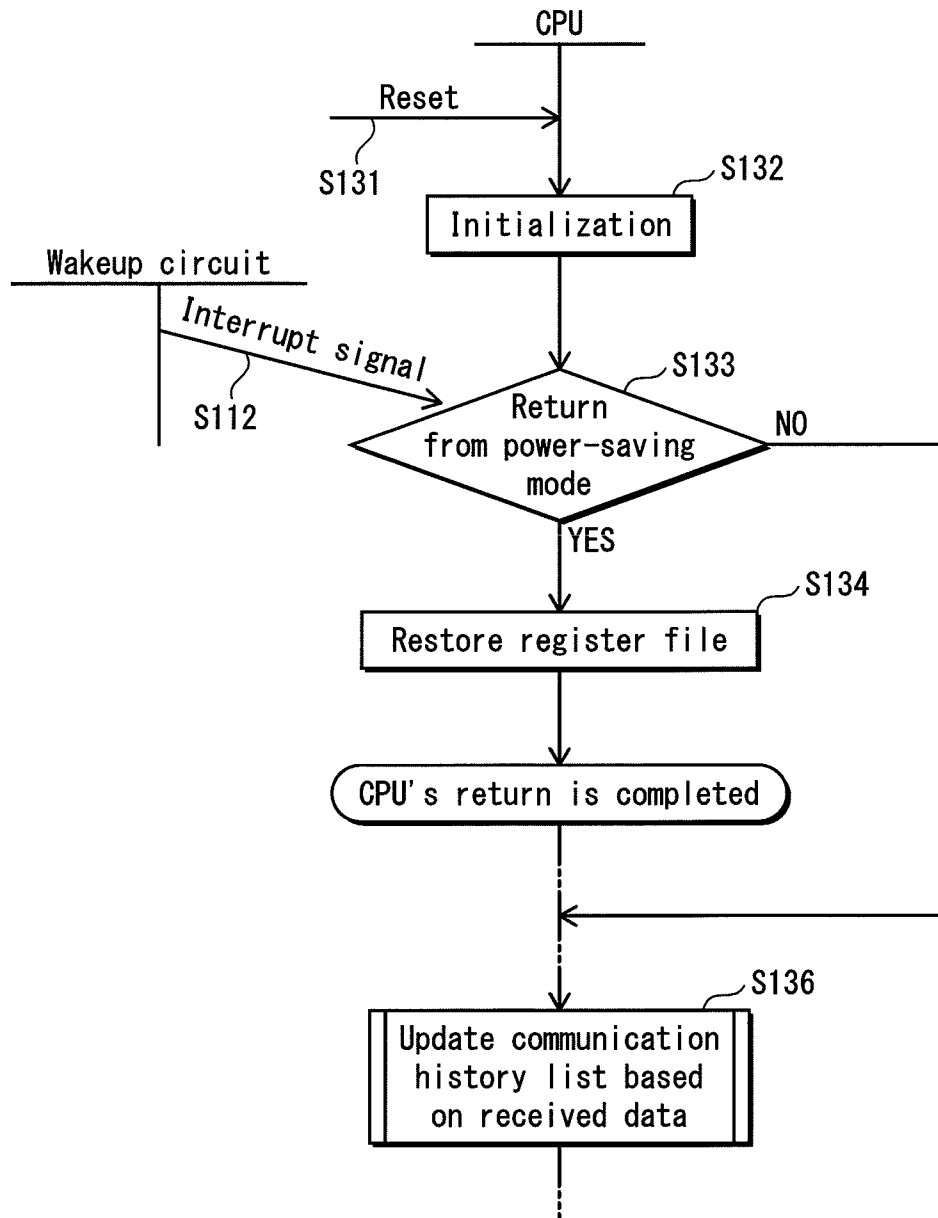 CPU
Reset
S131
S132
Initialization
Wakeup circuit
Interrupt signal
S112
S133
Return
from power-saving
mode
NO
YES
S134
Restore register file
CPU's return is completed
S136
Update communication
history list based
on received data